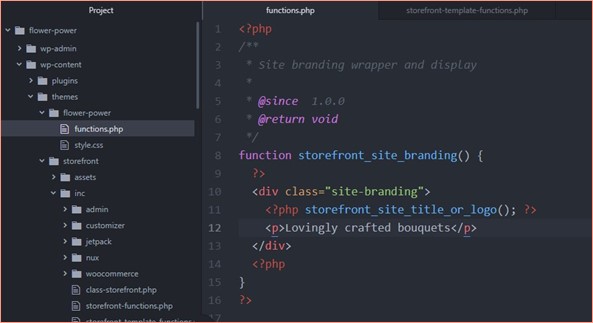 Project
flower-power
wp-admin
wp-content
plugins
themes
flower-power
functions.php
style.css
storefront
assets
inc
admin
customizer
jetpack
nux
woocommerce
class-storefront.php
storefront-functions.php
storefront-template-functions
functions.php
storefront-template-functions.php
1 <?php
2 /**
3 * Site branding wrapper and display
4 *
5 * @since 1.0.0
6 * @return void
7 */
8 function storefront_site_branding() {
9 ?>
10 <div class="site-branding">
11 <?php storefront_site_title_or_logo(); ?>
12 <p>Lovingly crafted bouquets</p>
13 </div>
14 <?php
15 }
16 ?>
17